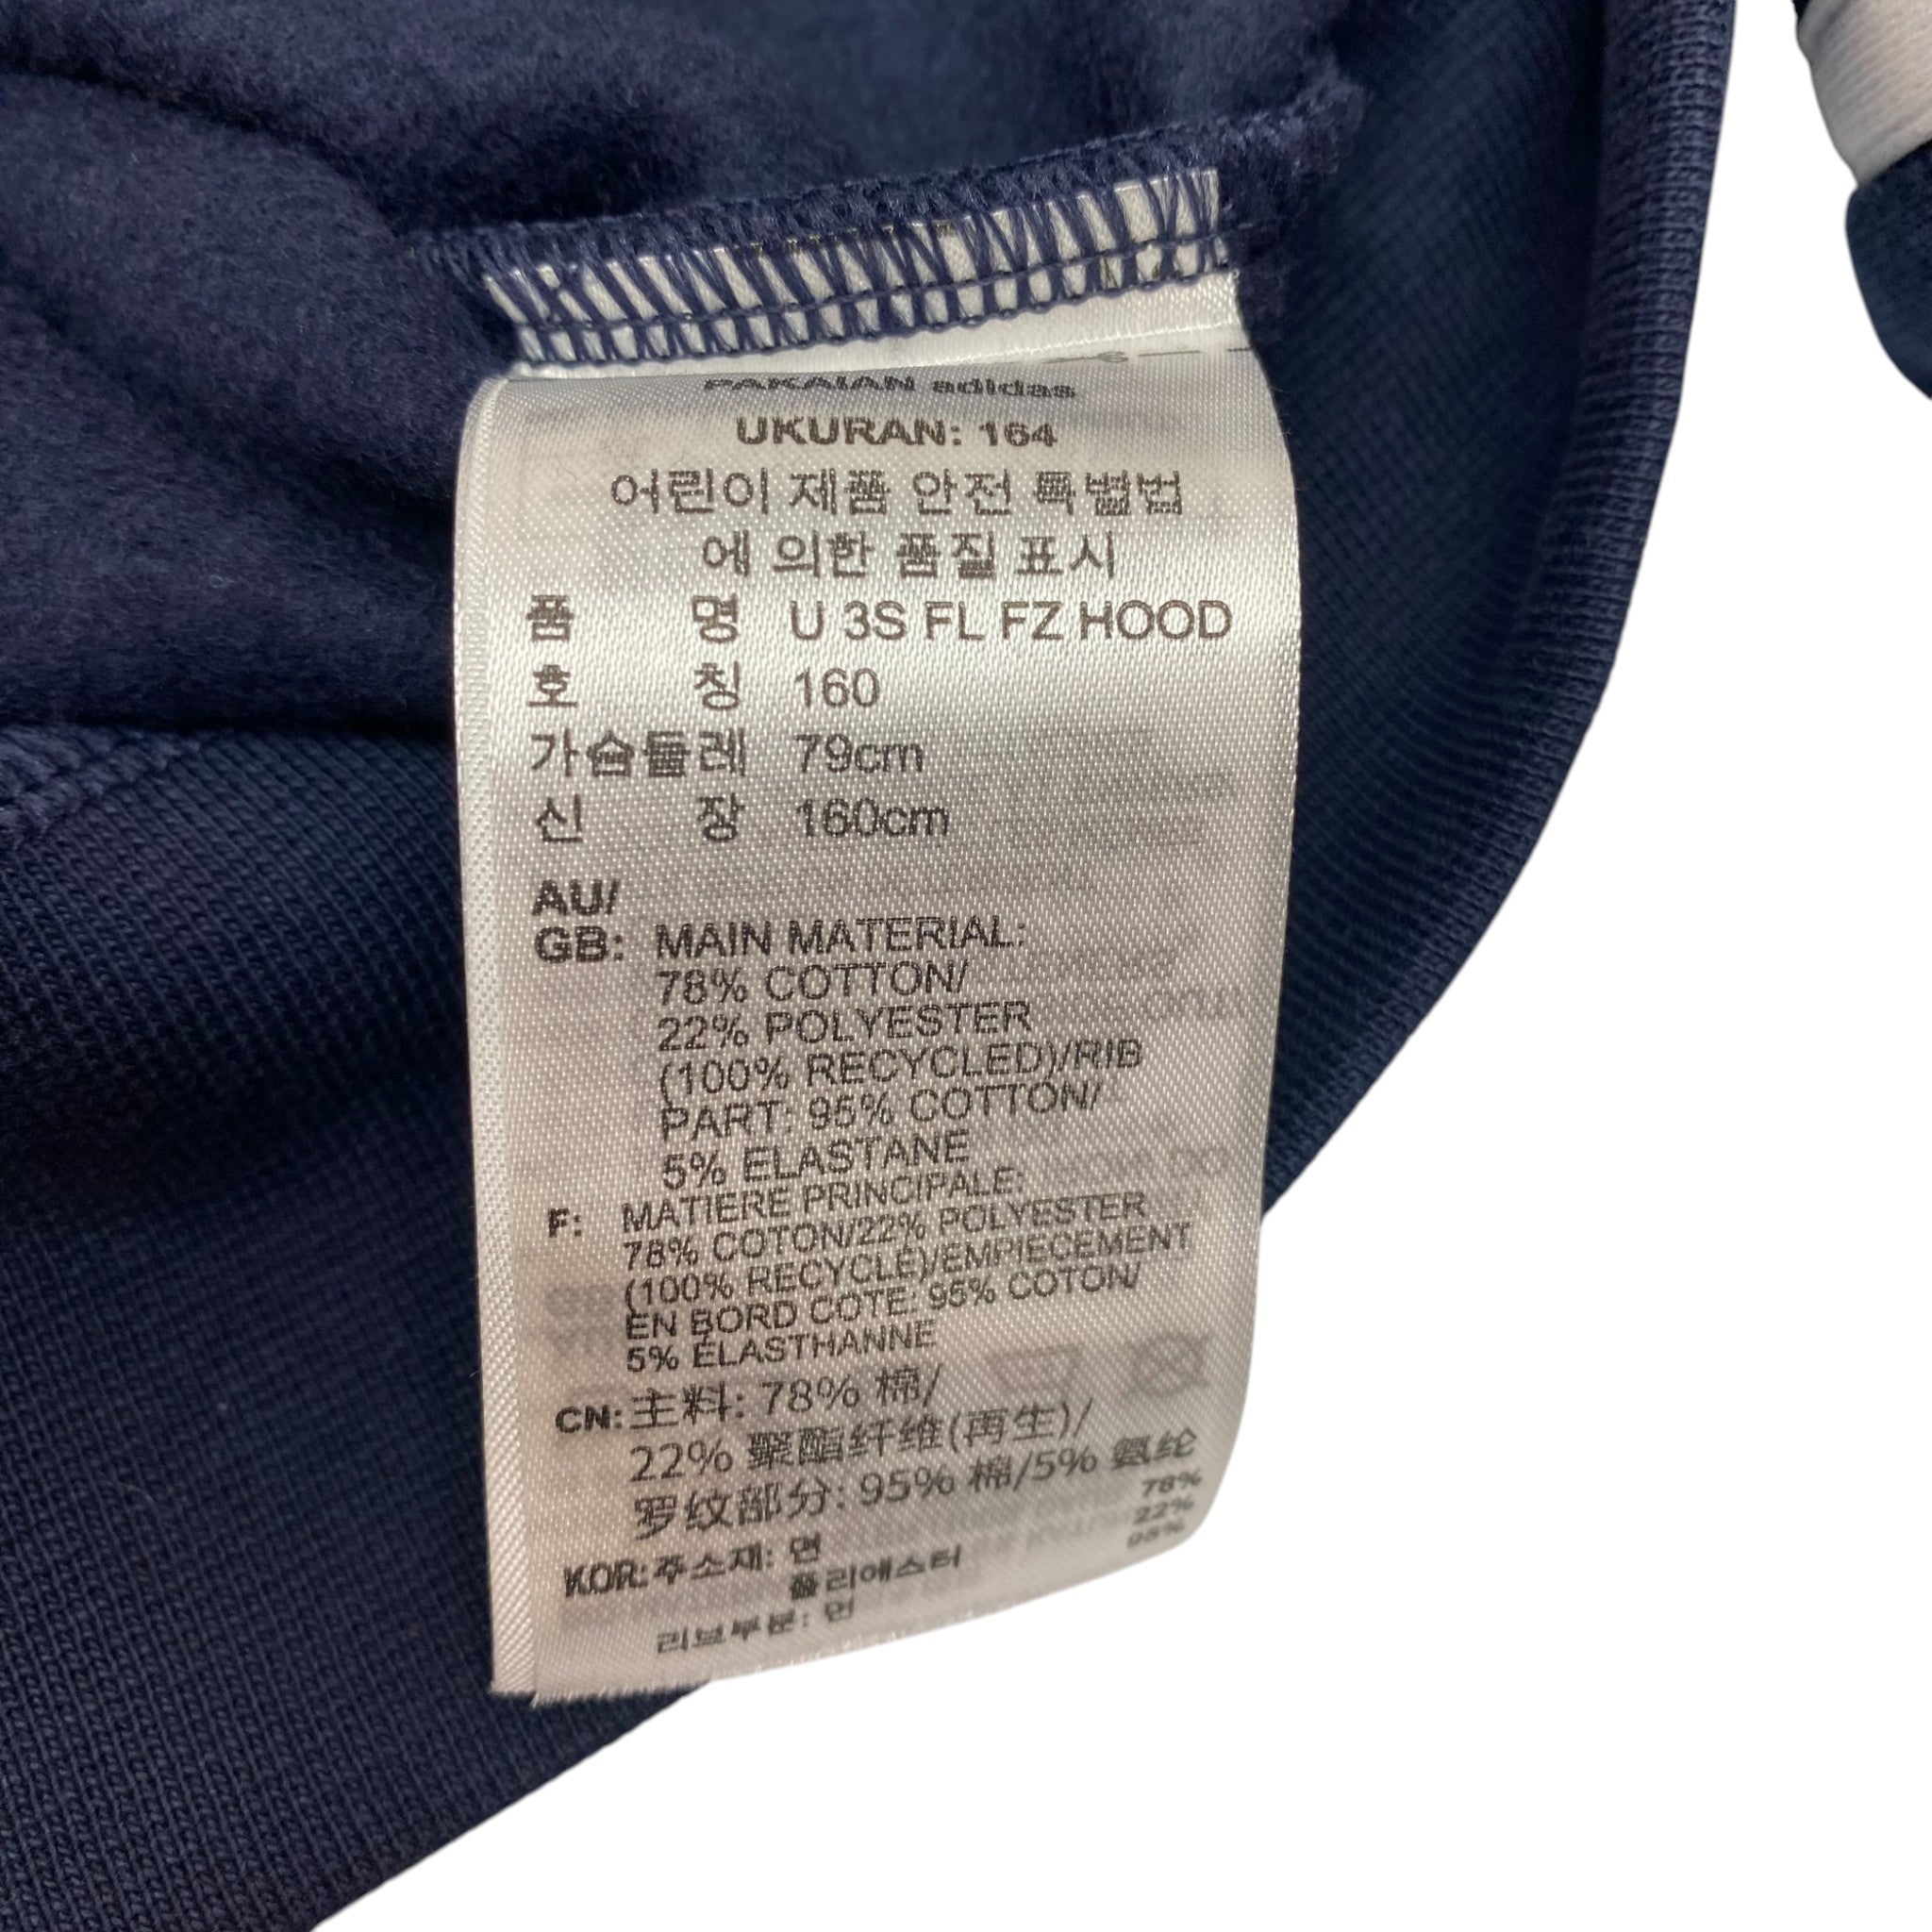 PAKAIAN adidas
UKURAN: 164
어린이 제품 안전 특별법
에 의한 품질 표시
품 명 U 3S FL FZ HOOD
호 칭 160
가슴둘레 79cm
신 장 160cm
AU/
GB: MAIN MATERIAL:
78% COTTON/
22% POLYESTER
(100% RECYCLED)/RIB
PART: 95% COTTON/
5% ELASTANE
F: MATIERE PRINCIPALE:
78% COTON/22% POLYESTER
(100% RECYCLÉ)/EMPIECEMENT
EN BORD COTE: 95% COTON/
5% ÉLASTHANNE
CN: 主料: 78% 棉/
22% 聚酯纤维(再生)/
罗纹部分: 95% 棉/5% 氨纶
KOR: 주소재: 면 78%
폴리에스터 22%
리브부분: 면